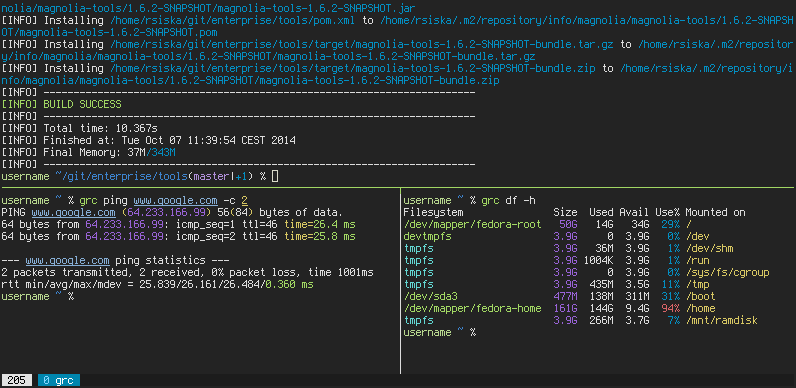 nolia/magnolia-tools/1.6.2-SNAPSHOT/magnolia-tools-1.6.2-SNAPSHOT.jar
[INFO] Installing /home/rsiska/git/enterprise/tools/pom.xml to /home/rsiska/.m2/repository/info/magnolia/magnolia-tools/1.6.2-SNAPSH
OT/magnolia-tools-1.6.2-SNAPSHOT.pom
[INFO] Installing /home/rsiska/git/enterprise/tools/target/magnolia-tools-1.6.2-SNAPSHOT-bundle.tar.gz to /home/rsiska/.m2/repositor
y/info/magnolia/magnolia-tools/1.6.2-SNAPSHOT/magnolia-tools-1.6.2-SNAPSHOT-bundle.tar.gz
[INFO] Installing /home/rsiska/git/enterprise/tools/target/magnolia-tools-1.6.2-SNAPSHOT-bundle.zip to /home/rsiska/.m2/repository/i
nfo/magnolia/magnolia-tools/1.6.2-SNAPSHOT/magnolia-tools-1.6.2-SNAPSHOT-bundle.zip
[INFO] ------------------------------------------------------------------------
[INFO] BUILD SUCCESS
[INFO] ------------------------------------------------------------------------
[INFO] Total time: 10.367s
[INFO] Finished at: Tue Oct 07 11:39:54 CEST 2014
[INFO] Final Memory: 37M/343M
[INFO] ------------------------------------------------------------------------
username ~/git/enterprise/tools(master|+1) %
username ~ % grc ping www.google.com -c 2
PING www.google.com (64.233.166.99) 56(84) bytes of data.
64 bytes from 64.233.166.99: icmp_seq=1 ttl=46 time=26.4 ms
64 bytes from 64.233.166.99: icmp_seq=2 ttl=46 time=25.8 ms
--- www.google.com ping statistics ---
2 packets transmitted, 2 received, 0% packet loss, time 1001ms
rtt min/avg/max/mdev = 25.839/26.161/26.484/0.360 ms
username ~ %
username ~ % grc df -h
Filesystem Size Used Avail Use% Mounted on
/dev/mapper/fedora-root 50G 14G 34G 29% /
devtmpfs 3.9G 0 3.9G 0% /dev
tmpfs 3.9G 36M 3.9G 1% /dev/shm
tmpfs 3.9G 1004K 3.9G 1% /run
tmpfs 3.9G 0 3.9G 0% /sys/fs/cgroup
tmpfs 3.9G 435M 3.5G 11% /tmp
/dev/sda3 477M 138M 311M 31% /boot
/dev/mapper/fedora-home 161G 144G 9.4G 94% /home
tmpfs 3.9G 266M 3.7G 7% /mnt/ramdisk
username ~ %
205 0 grc